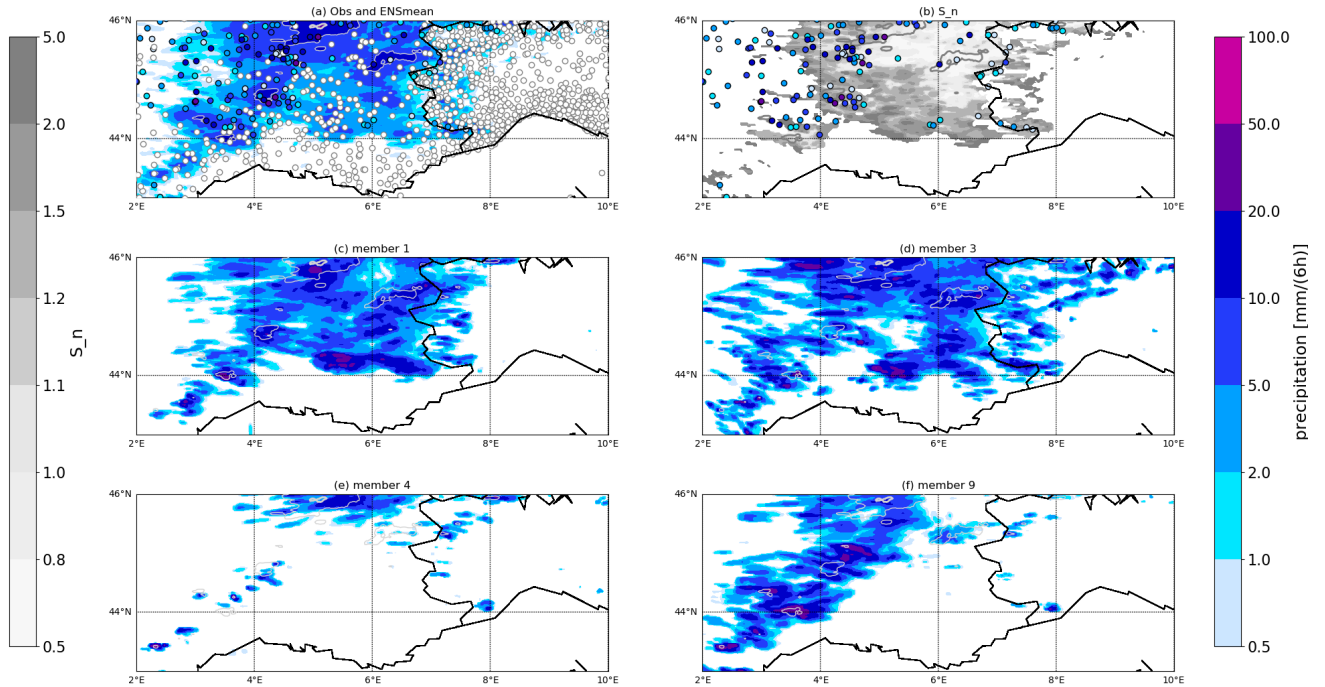 (a) Obs and ENSmean
46°N
44°N
2°E 4°E 6°E 8°E 10°E
(b) S_n
46°N
44°N
2°E 4°E 6°E 8°E 10°E
(c) member 1
46°N
44°N
2°E 4°E 6°E 8°E 10°E
(d) member 3
46°N
44°N
2°E 4°E 6°E 8°E 10°E
(e) member 4
46°N
44°N
2°E 4°E 6°E 8°E 10°E
(f) member 9
46°N
44°N
2°E 4°E 6°E 8°E 10°E
5.0
2.0
1.5
1.2
1.1
1.0
0.8
0.5
S_n
100.0
50.0
20.0
10.0
5.0
2.0
1.0
0.5
precipitation [mm/(6h)]